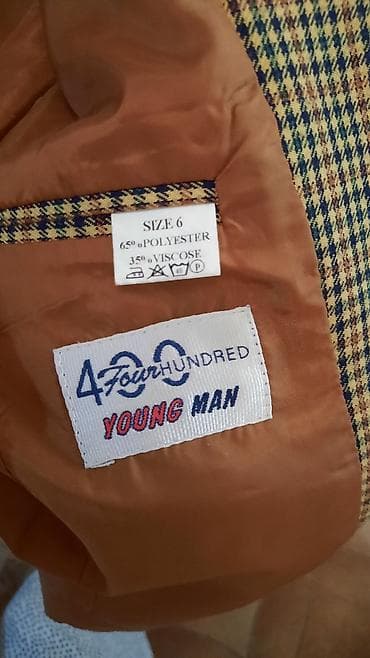 SIZE 6
65% POLYESTER
35% VISCOSE
P
400 Four HUNDRED
YOUNG MAN